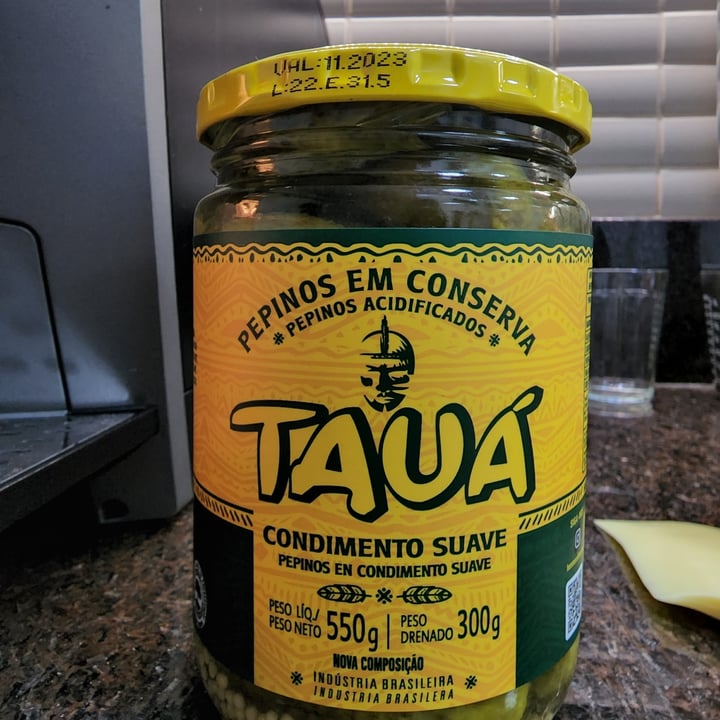 VAL:11.2023
L:22.E.31.5
PEPINOS EM CONSERVA
PEPINOS ACIDIFICADOS
TAUÁ
CONDIMENTO SUAVE
PEPINOS EN CONDIMENTO SUAVE
PESO LÍQ./
PESO NETO 550g
PESO
DRENADO 300g
NOVA COMPOSIÇÃO
INDÚSTRIA BRASILEIRA
INDUSTRIA BRASILERA